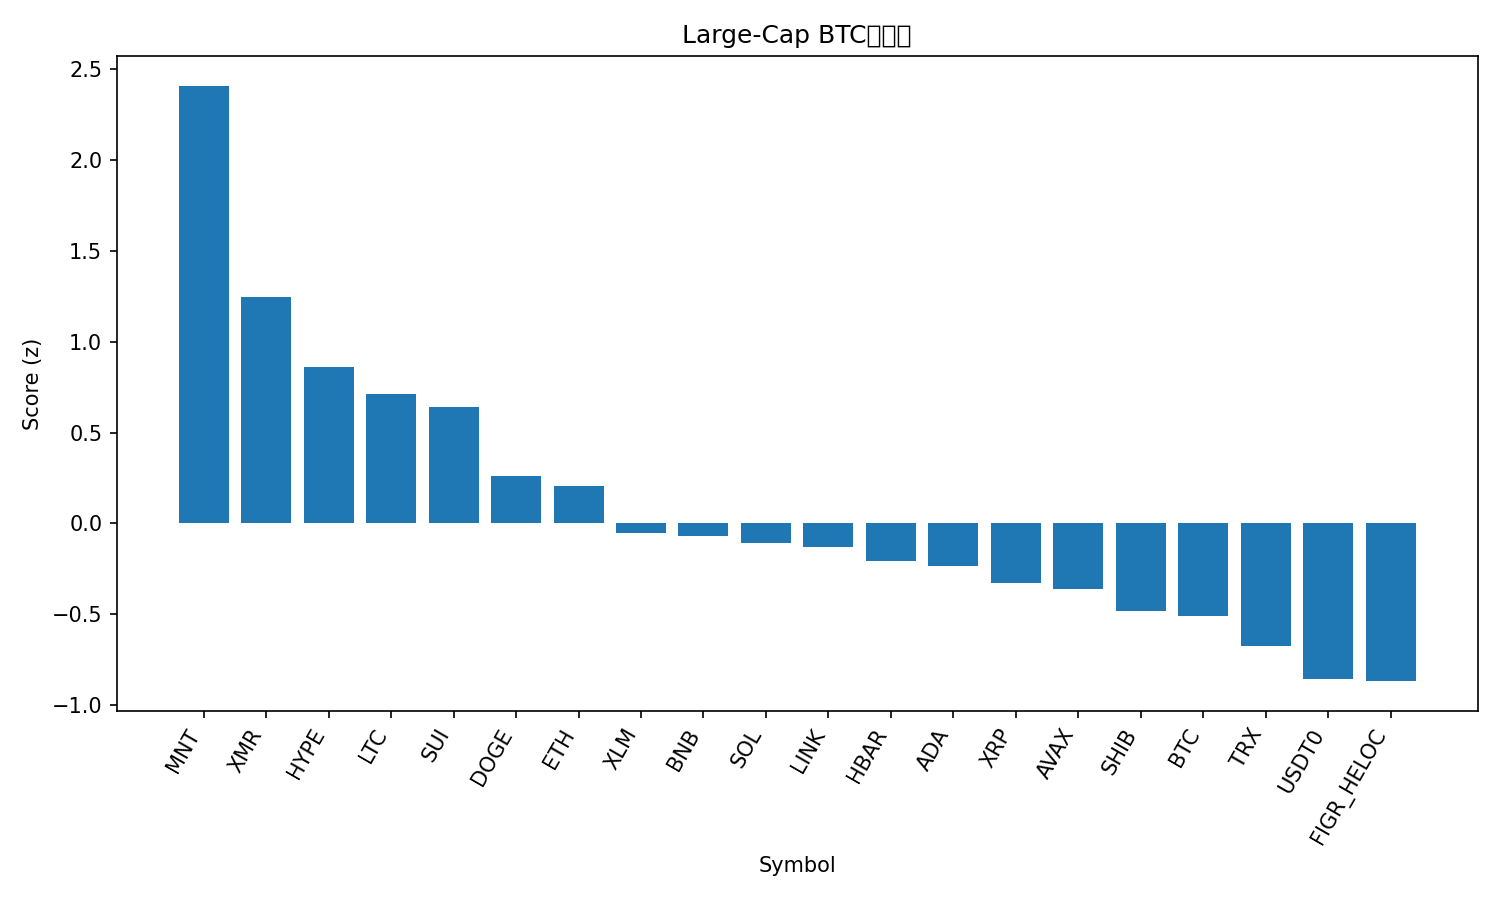 Large-Cap BTC
Score (z)
2.5
2.0
1.5
1.0
0.5
0.0
−0.5
−1.0
MNT
XMR
HYPE
LTC
SUI
DOGE
ETH
XLM
BNB
SOL
LINK
HBAR
ADA
XRP
AVAX
SHIB
BTC
TRX
USDT0
FIGR_HELOC
Symbol